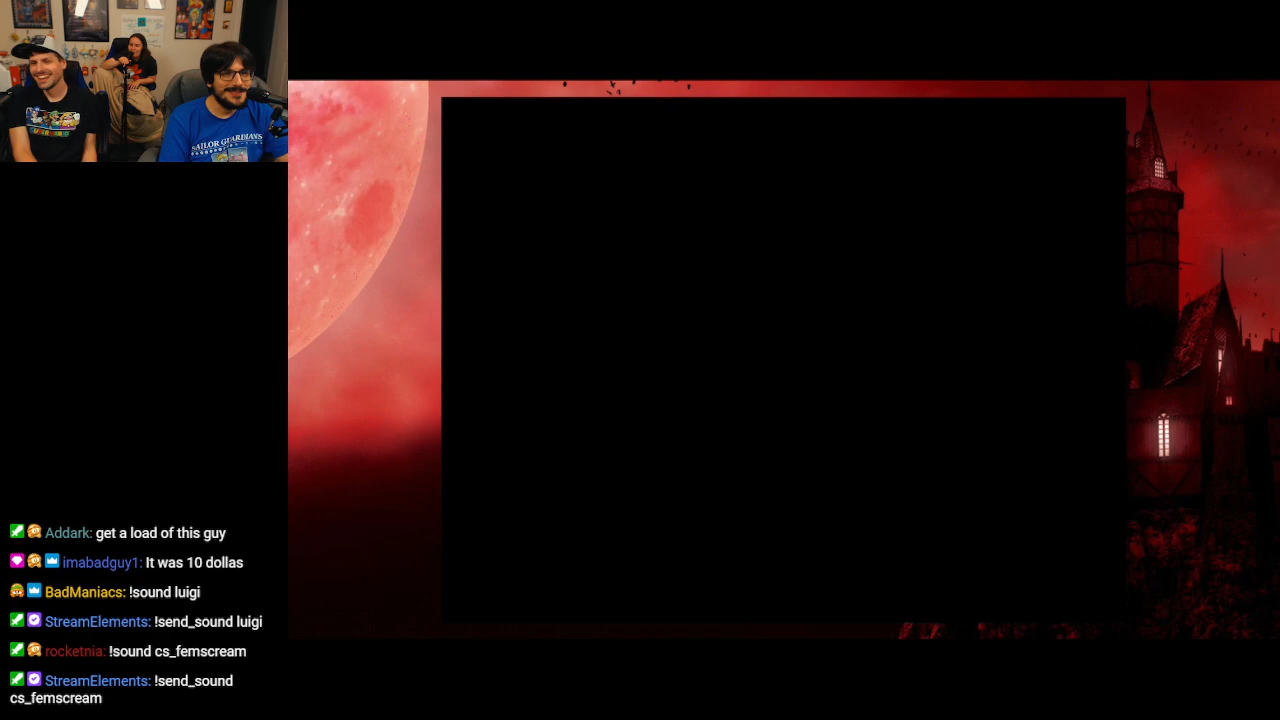 SAILOR GUARDIANS
Addark: get a load of this guy
imabadguy1: It was 10 dollas
BadManiacs: !sound luigi
StreamElements: !send_sound luigi
rocketnia: !sound cs_femscream
StreamElements: !send_sound
cs_femscream